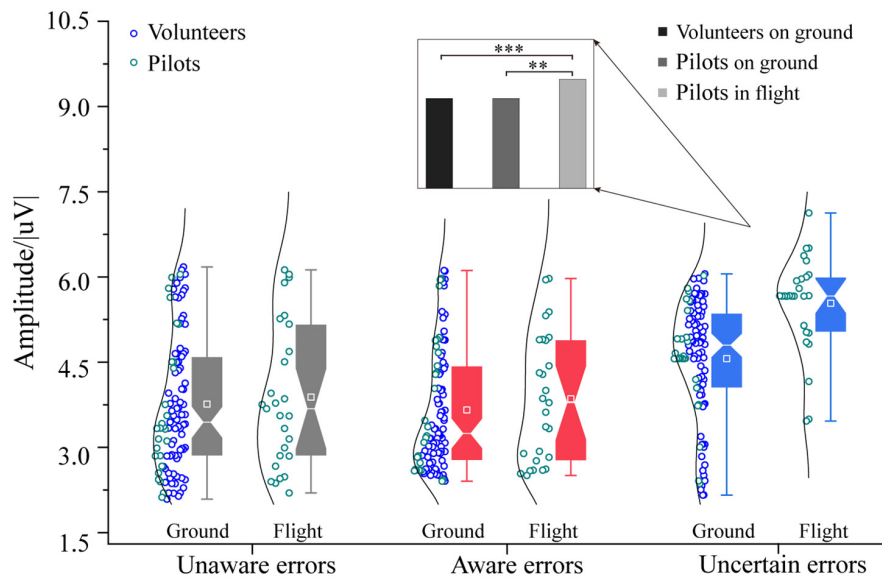 10.5
9.0
7.5
6.0
4.5
3.0
1.5
Amplitude/|uV|
Volunteers
Pilots
***
**
Volunteers on ground
Pilots on ground
Pilots in flight
Ground Flight Ground Flight Ground Flight
Unaware errors Aware errors Uncertain errors